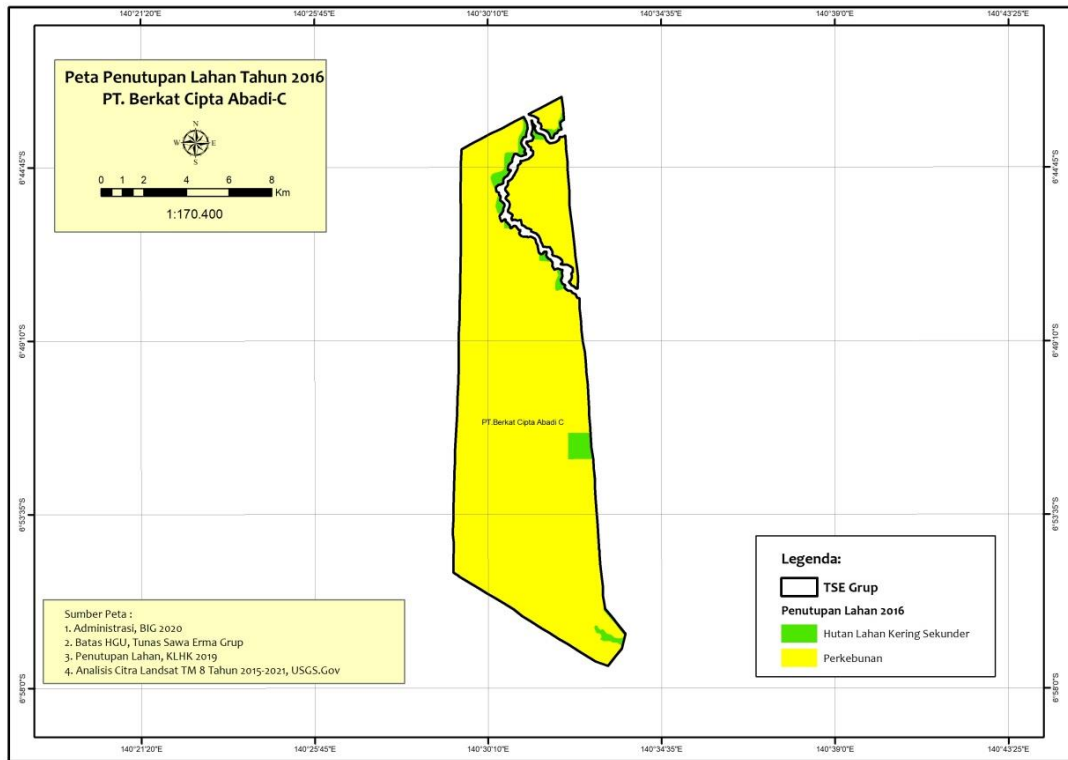 140°21'20"E 140°25'45"E 140°30'10"E 140°34'35"E 140°39'0"E 140°43'25"E
Peta Penutupan Lahan Tahun 2016
PT. Berkat Cipta Abadi-C
N
W E
S
0 1 2 4 6 8
Km
1:170.400
6°44'45"S 6°44'45"S
6°49'10"S 6°49'10"S
PT.Berkat Cipta Abadi C
6°53'35"S 6°53'35"S
Legenda:
TSE Grup
Penutupan Lahan 2016
Hutan Lahan Kering Sekunder
Perkebunan
Sumber Peta :
1. Administrasi, BIG 2020
2. Batas HGU, Tunas Sawa Erma Grup
3. Penutupan Lahan, KLHK 2019
4. Analisis Citra Landsat TM 8 Tahun 2015-2021, USGS.Gov
6°58'0"S 6°58'0"S
140°21'20"E 140°25'45"E 140°30'10"E 140°34'35"E 140°39'0"E 140°43'25"E